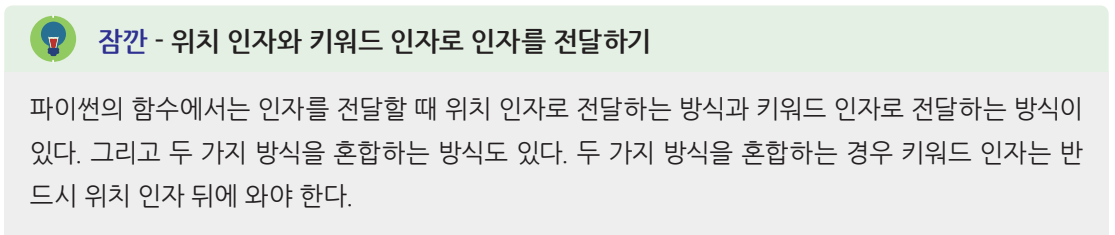 잠깐 - 위치 인자와 키워드 인자로 인자를 전달하기
파이썬의 함수에서는 인자를 전달할 때 위치 인자로 전달하는 방식과 키워드 인자로 전달하는 방식이
있다. 그리고 두 가지 방식을 혼합하는 방식도 있다. 두 가지 방식을 혼합하는 경우 키워드 인자는 반
드시 위치 인자 뒤에 와야 한다.